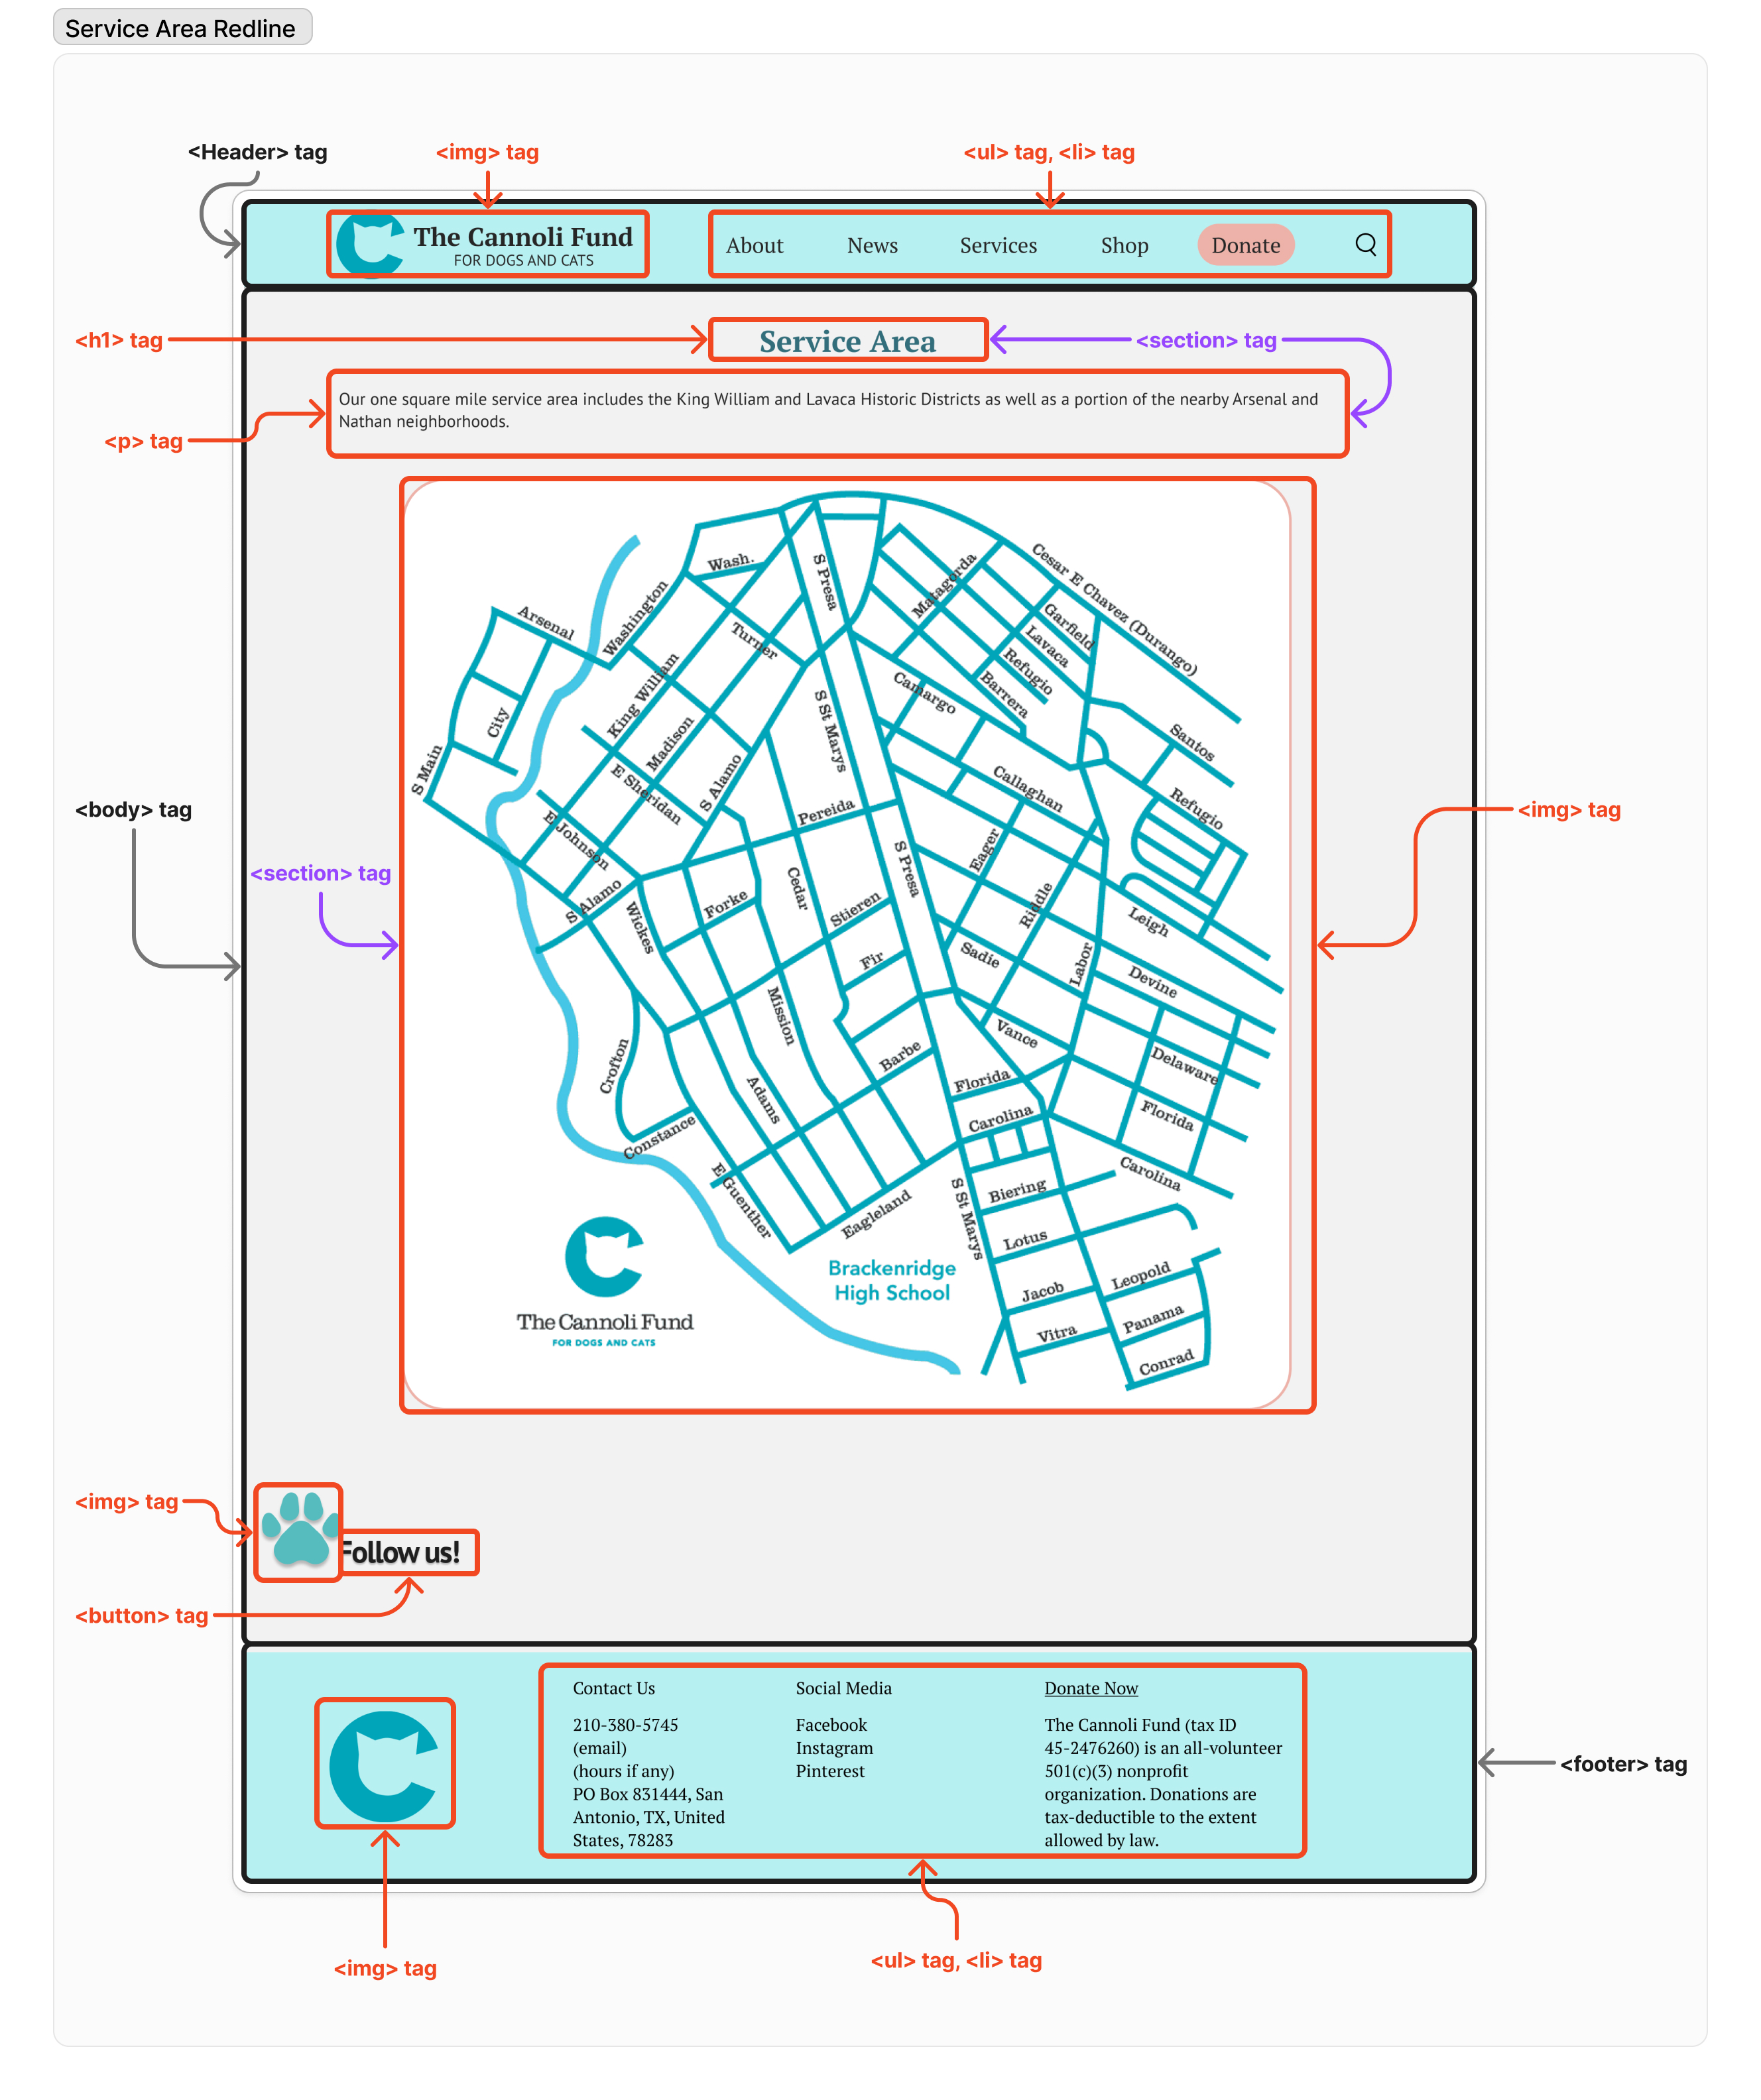 Service Area Redline
<Header> tag
<img> tag
<ul> tag, <li> tag
The Cannoli Fund
FOR DOGS AND CATS
About
News
Services
Shop
Donate
<h1> tag
Service Area
<section> tag
<p> tag
Our one square mile service area includes the King William and Lavaca Historic Districts as well as a portion of the nearby Arsenal and
Nathan neighborhoods.
Wash.
S Presa
Cesar E Chavez (Durango)
Matagorda
Arsenal
Washington
Turner
Garfield
Lavaca
Refugio
Barrera
King William
Camargo
City
Madison
S St Marys
Santos
S Main
E Sheridan
S Alamo
Callaghan
Refugio
Pereida
E Johnson
<body> tag
<img> tag
<section> tag
Eager
S Presa
Cedar
Riddle
S Alamo
Wickes
Forke
Stieren
Leigh
Fir
Sadie
Labor
Devine
Mission
Vance
Crofton
Barbe
Delaware
Adams
Florida
Florida
Carolina
Constance
Carolina
E Guenther
Eagleland
S St Marys
Biering
Lotus
Brackenridge
High School
Leopold
Jacob
The Cannoli Fund
FOR DOGS AND CATS
Panama
Vitra
Conrad
<img> tag
Follow us!
<button> tag
Contact Us
210-380-5745
(email)
(hours if any)
PO Box 831444, San
Antonio, TX, United
States, 78283
Social Media
Facebook
Instagram
Pinterest
Donate Now
The Cannoli Fund (tax ID
45-2476260) is an all-volunteer
501(c)(3) nonprofit
organization. Donations are
tax-deductible to the extent
allowed by law.
<footer> tag
<img> tag
<ul> tag, <li> tag